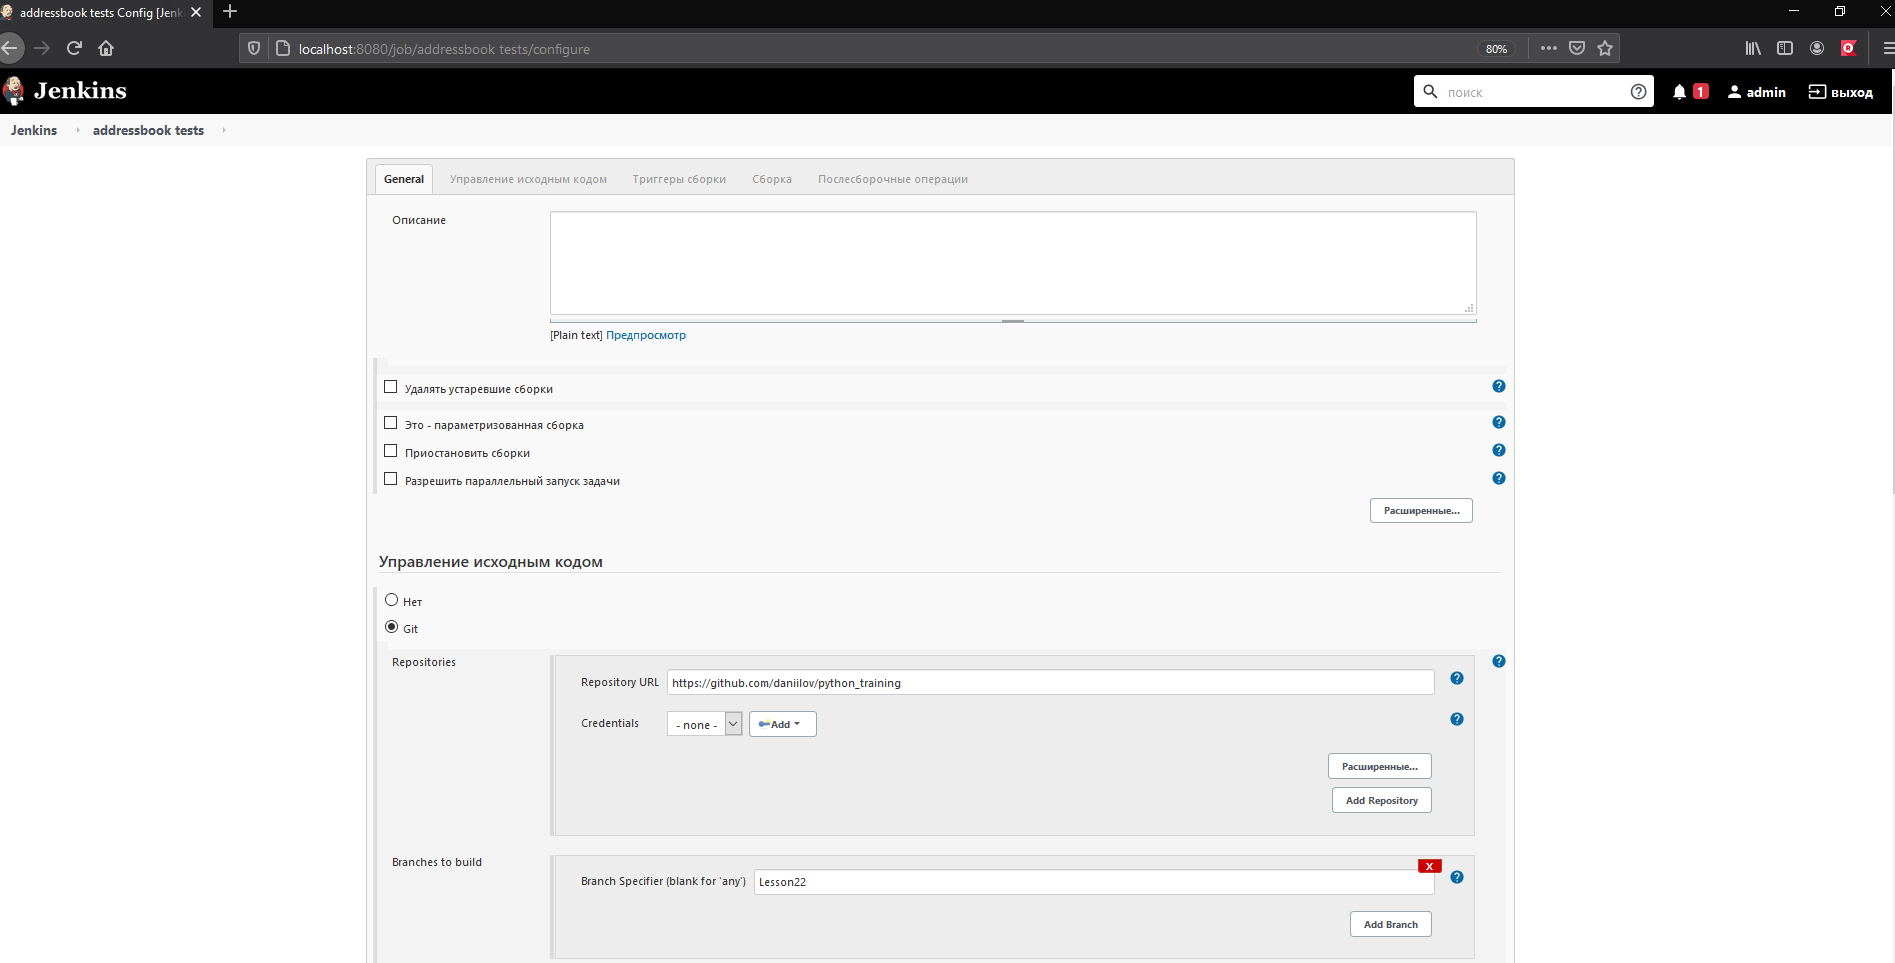 addressbook tests Config [Jenk
localhost:8080/job/addressbook tests/configure
80%
Jenkins
поиск
1
admin
выход
Jenkins
addressbook tests
General
Управление исходным кодом
Триггеры сборки
Сборка
Послесборочные операции
Описание
[Plain text] Предпросмотр
Удалять устаревшие сборки
Это - параметризованная сборка
Приостановить сборки
Разрешить параллельный запуск задачи
Расширенные...
Управление исходным кодом
Нет
Git
Repositories
Repository URL
https://github.com/daniilov/python_training
Credentials
- none -
Add
Расширенные...
Add Repository
Branches to build
X
Branch Specifier (blank for 'any')
Lesson22
Add Branch